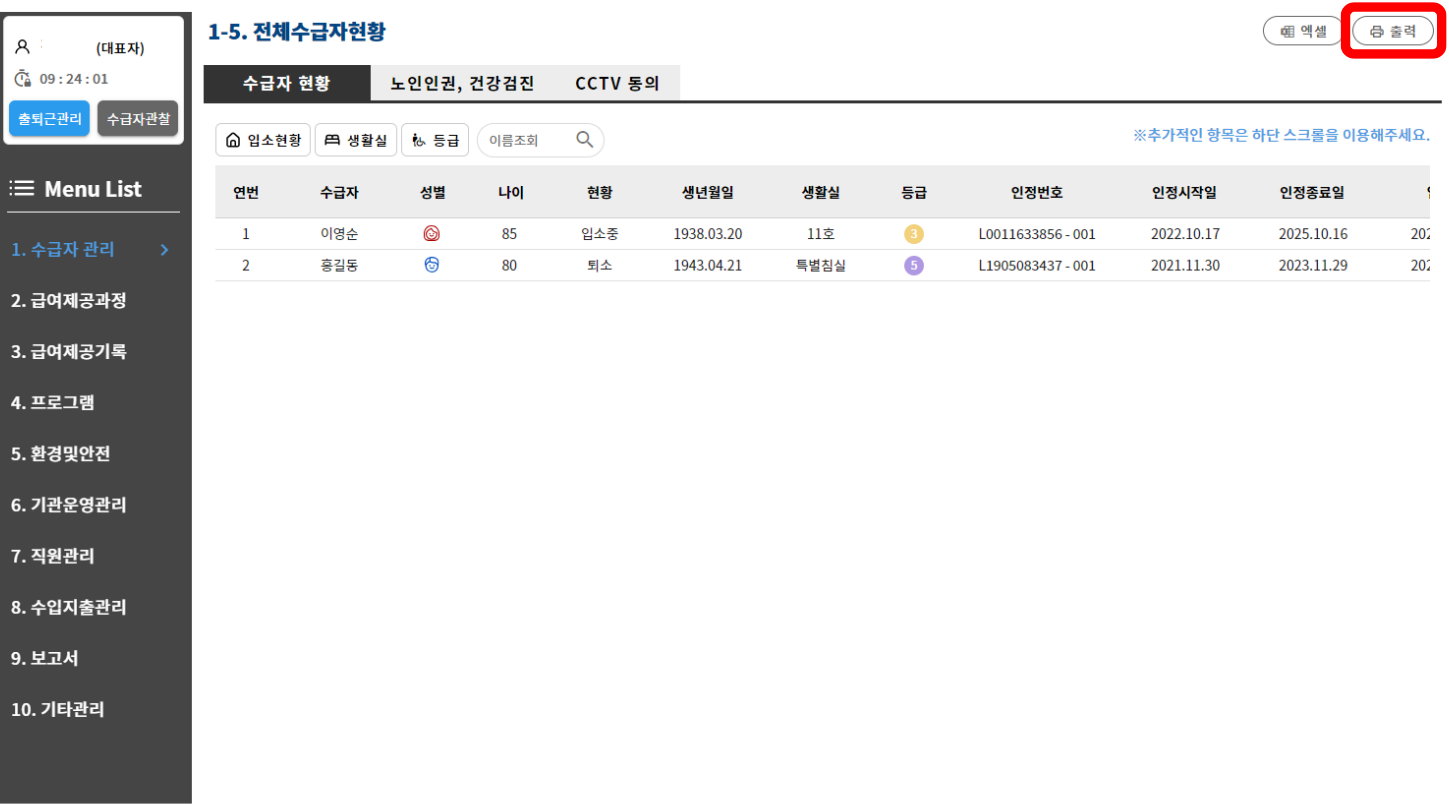 (대표자)
09 : 24 : 01
출퇴근관리 수급자관찰
Menu List
1. 수급자 관리
2. 급여제공과정
3. 급여제공기록
4. 프로그램
5. 환경및안전
6. 기관운영관리
7. 직원관리
8. 수입지출관리
9. 보고서
10. 기타관리
1-5. 전체수급자현황
엑셀 출력
수급자 현황 노인인권, 건강검진 CCTV 동의
입소현황 생활실 등급 이름조회
※추가적인 항목은 하단 스크롤을 이용해주세요.
연번 수급자 성별 나이 현황 생년월일 생활실 등급 인정번호 인정시작일 인정종료일
1 이영순 85 입소중 1938.03.20 11호 3 L0011633856 - 001 2022.10.17 2025.10.16 202
2 홍길동 80 퇴소 1943.04.21 특별침실 5 L1905083437 - 001 2021.11.30 2023.11.29 202